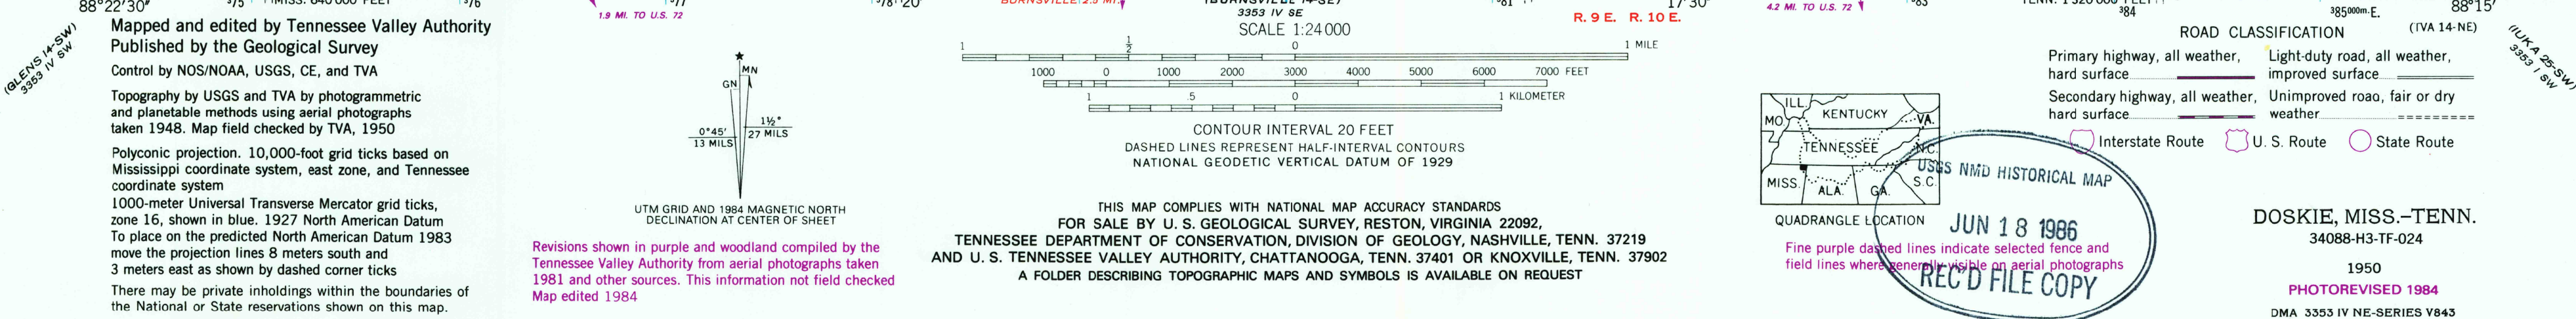 88°22'30"
376
1.9 MI. TO U.S. 72
377
3353 IV SE
17'30"
R. 9 E. R. 10 E.
4.2 MI. TO U.S. 72
384
385000m. E.
88°15'
(GLENS 14-SW)
3353 IV SW
Mapped and edited by Tennessee Valley Authority
Published by the Geological Survey
Control by NOS/NOAA, USGS, CE, and TVA
Topography by USGS and TVA by photogrammetric
and planetable methods using aerial photographs
taken 1948. Map field checked by TVA, 1950
Polyconic projection. 10,000-foot grid ticks based on
Mississippi coordinate system, east zone, and Tennessee
coordinate system
1000-meter Universal Transverse Mercator grid ticks,
zone 16, shown in blue. 1927 North American Datum
To place on the predicted North American Datum 1983
move the projection lines 8 meters south and
3 meters east as shown by dashed corner ticks
There may be private inholdings within the boundaries of
the National or State reservations shown on this map.
MN
GN
0°45'
13 MILS
1½°
27 MILS
UTM GRID AND 1984 MAGNETIC NORTH
DECLINATION AT CENTER OF SHEET
Revisions shown in purple and woodland compiled by the
Tennessee Valley Authority from aerial photographs taken
1981 and other sources. This information not field checked
Map edited 1984
SCALE 1:24 000
1 ½ 0 1 MILE
1000 0 1000 2000 3000 4000 5000 6000 7000 FEET
1 .5 0 1 KILOMETER
CONTOUR INTERVAL 20 FEET
DASHED LINES REPRESENT HALF-INTERVAL CONTOURS
NATIONAL GEODETIC VERTICAL DATUM OF 1929
THIS MAP COMPLIES WITH NATIONAL MAP ACCURACY STANDARDS
FOR SALE BY U. S. GEOLOGICAL SURVEY, RESTON, VIRGINIA 22092,
TENNESSEE DEPARTMENT OF CONSERVATION, DIVISION OF GEOLOGY, NASHVILLE, TENN. 37219
AND U. S. TENNESSEE VALLEY AUTHORITY, CHATTANOOGA, TENN. 37401 OR KNOXVILLE, TENN. 37902
A FOLDER DESCRIBING TOPOGRAPHIC MAPS AND SYMBOLS IS AVAILABLE ON REQUEST
ILL.
MO.
KENTUCKY
VA.
TENNESSEE
N.C.
MISS.
ALA.
GA.
S.C.
QUADRANGLE LOCATION
Fine purple dashed lines indicate selected fence and
field lines where generally visible on aerial photographs
USGS NMD HISTORICAL MAP
JUN 18 1986
REC'D FILE COPY
ROAD CLASSIFICATION
(TVA 14-NE)
Primary highway, all weather,
hard surface
Light-duty road, all weather,
improved surface
Secondary highway, all weather,
hard surface
Unimproved road, fair or dry
weather
Interstate Route
U. S. Route
State Route
(IUKA 25-SW)
3353 I SW
DOSKIE, MISS.-TENN.
34088-H3-TF-024
1950
PHOTOREVISED 1984
DMA 3353 IV NE-SERIES V843